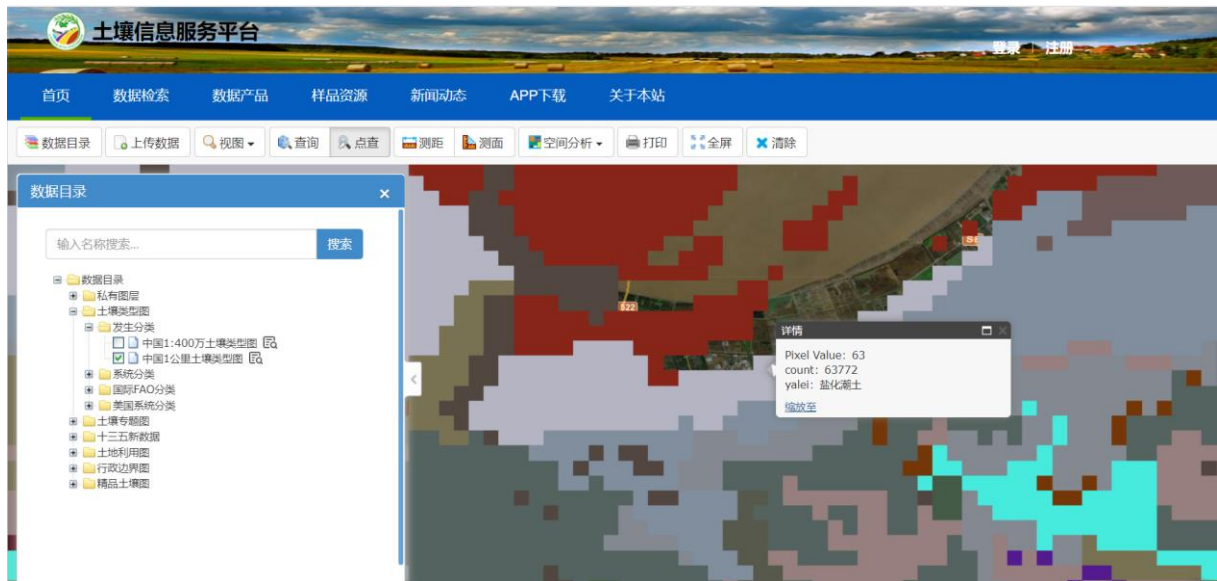 土壤信息服务平台
登录 | 注册
首页 数据检索 数据产品 样品资源 新闻动态 APP下载 关于本站
数据目录 上传数据 视图 查询 点查 测距 测面 空间分析 打印 全屏 清除
数据目录 ×
输入名称搜索... 搜索
数据目录
私有图层
土壤类型图
发生分类
中国1:400万土壤类型图
中国1公里土壤类型图
系统分类
国际FAO分类
美国系统分类
土壤专题图
十三五新数据
土地利用图
行政边界图
精品土壤图
S22
详情
Pixel Value: 63
count: 63772
yalei: 盐化潮土
缩放至